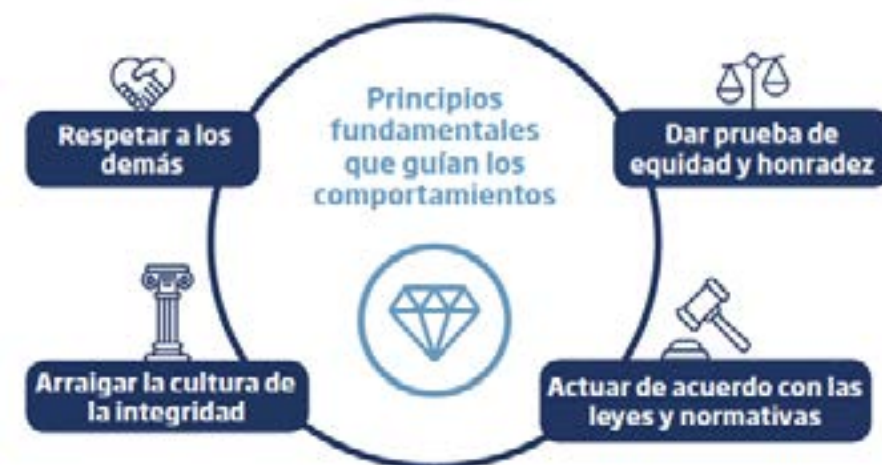 Principios
fundamentales
que guían los
comportamientos
Respetar a los
demás
Dar prueba de
equidad y honradez
Arraigar la cultura de
la integridad
Actuar de acuerdo con las
leyes y normativas